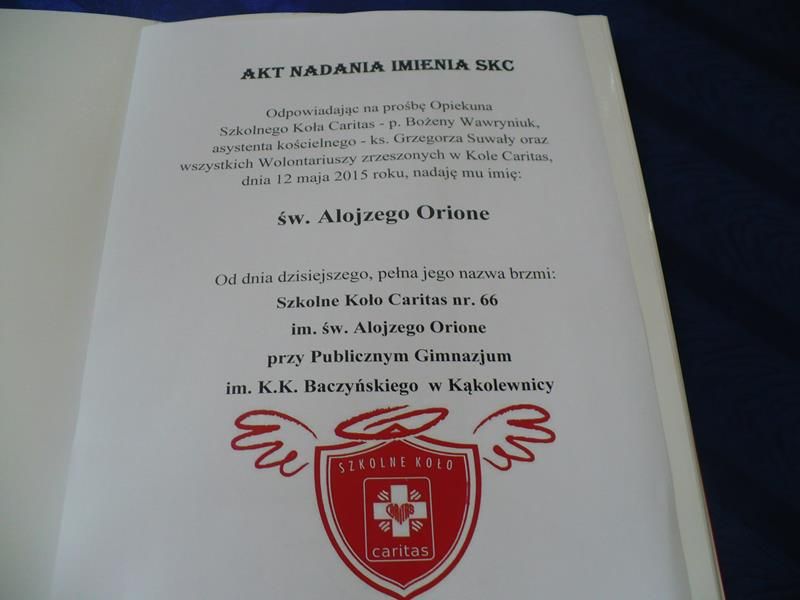 AKT NADANIA IMIENIA SKC
Odpowiadając na prośbę Opiekuna
Szkolnego Koła Caritas - p. Bożeny Wawryniuk,
asystenta kościelnego - ks. Grzegorza Suwały oraz
wszystkich Wolontariuszy zrzeszonych w Kole Caritas,
dnia 12 maja 2015 roku, nadaję mu imię:
św. Alojzego Orione
Od dnia dzisiejszego, pełna jego nazwa brzmi:
Szkolne Koło Caritas nr. 66
im. św. Alojzego Orione
przy Publicznym Gimnazjum
im. K.K. Baczyńskiego w Kąkolewnicy
SZKOLNE KOŁO
CARITAS
caritas